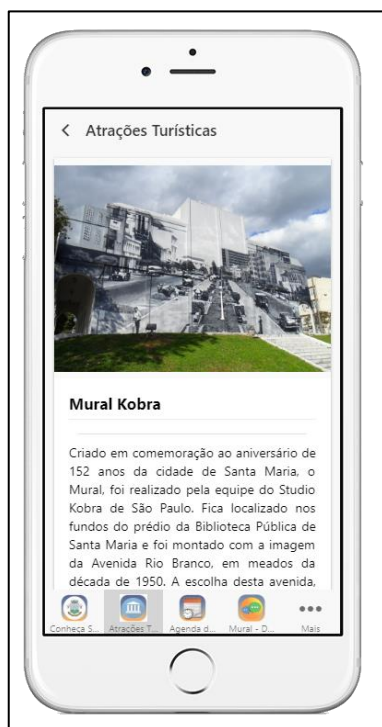 Atrações Turísticas
Mural Kobra
Criado em comemoração ao aniversário de
152 anos da cidade de Santa Maria, o
Mural, foi realizado pela equipe do Studio
Kobra de São Paulo. Fica localizado nos
fundos do prédio da Biblioteca Pública de
Santa Maria e foi montado com a imagem
da Avenida Rio Branco, em meados da
década de 1950. A escolha desta avenida,
Conheça S... Atrações T... Agenda d... Mural - D... Mais